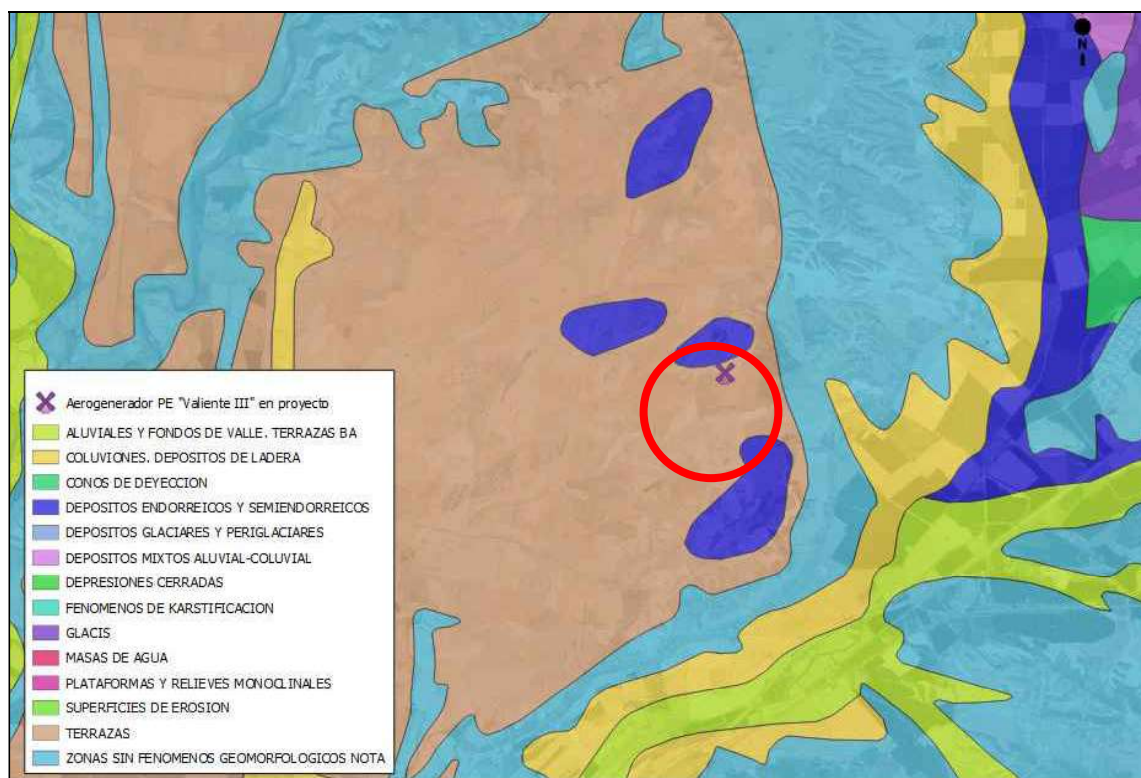 N
Aerogenerador PE "Valiente III" en proyecto
ALUVIALES Y FONDOS DE VALLE. TERRAZAS BA
COLUVIONES. DEPOSITOS DE LADERA
CONOS DE DEYECCION
DEPOSITOS ENDORREICOS Y SEMIENDORREICOS
DEPOSITOS GLACIARES Y PERIGLACIARES
DEPOSITOS MIXTOS ALUVIAL-COLUVIAL
DEPRESIONES CERRADAS
FENOMENOS DE KARSTIFICACION
GLACIS
MASAS DE AGUA
PLATAFORMAS Y RELIEVES MONOCLINALES
SUPERFICIES DE EROSION
TERRAZAS
ZONAS SIN FENOMENOS GEOMORFOLOGICOS NOTA